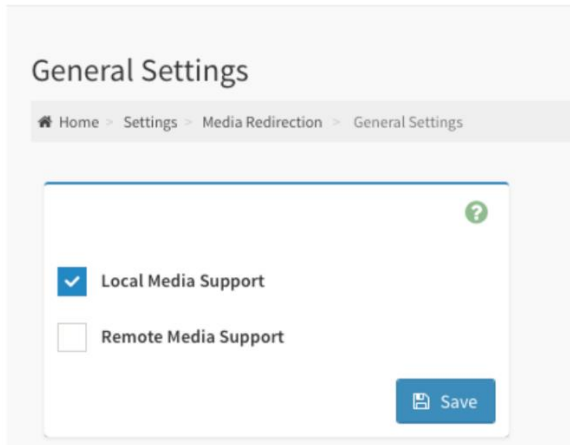 General Settings
Home > Settings > Media Redirection > General Settings
?
Local Media Support
Remote Media Support
Save